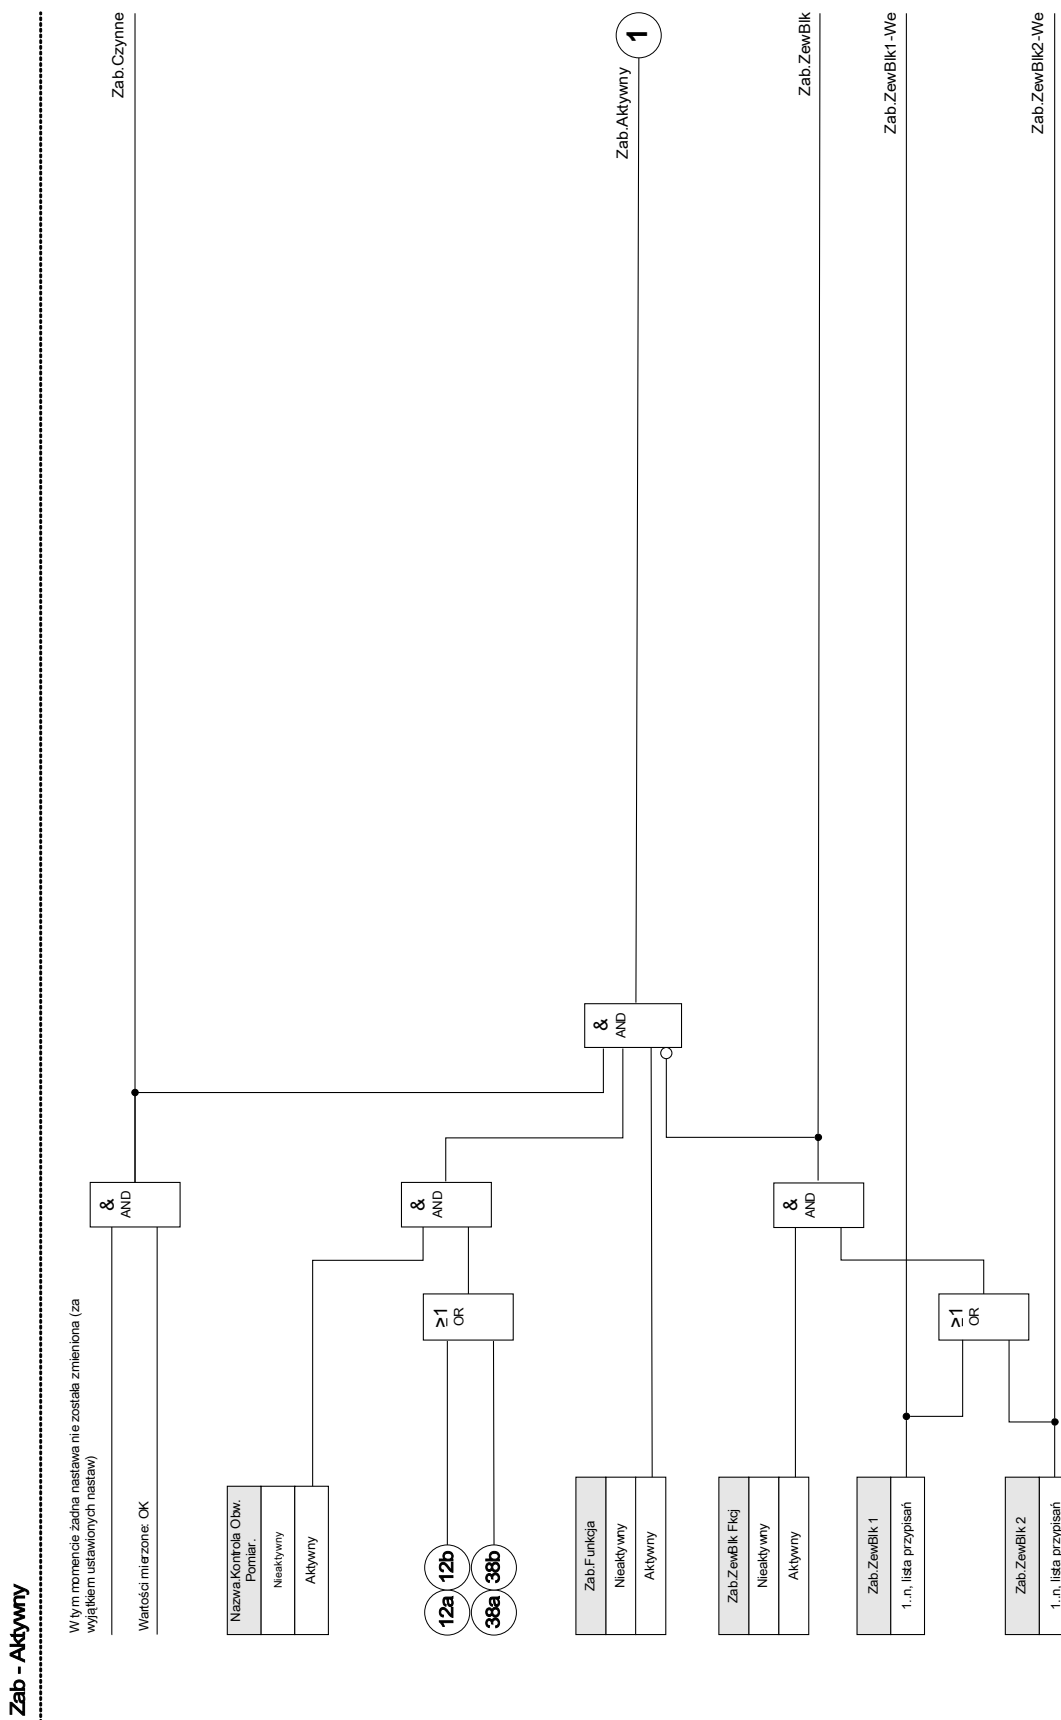 Zab - Aktywny
W tym momencie żadna nastawa nie została zmieniona (za
wyjątkiem ustawionych nastaw)
Wartości mierzone: OK
&
AND
Zab.Czynne
Nazwa.Kontrola Obw.
Pomiar.
Nieaktywny
Aktywny
12a 12b
38a 38b
≥1
OR
&
AND
Zab.Funkcja
Nieaktywny
Aktywny
&
AND
Zab.Aktywny
1
Zab.ZewBlk Fkcj
Nieaktywny
Aktywny
&
AND
Zab.ZewBlk
Zab.ZewBlk 1
1..n, lista przypisań
Zab.ZewBlk1-We
≥1
OR
Zab.ZewBlk 2
1..n, lista przypisań
Zab.ZewBlk2-We